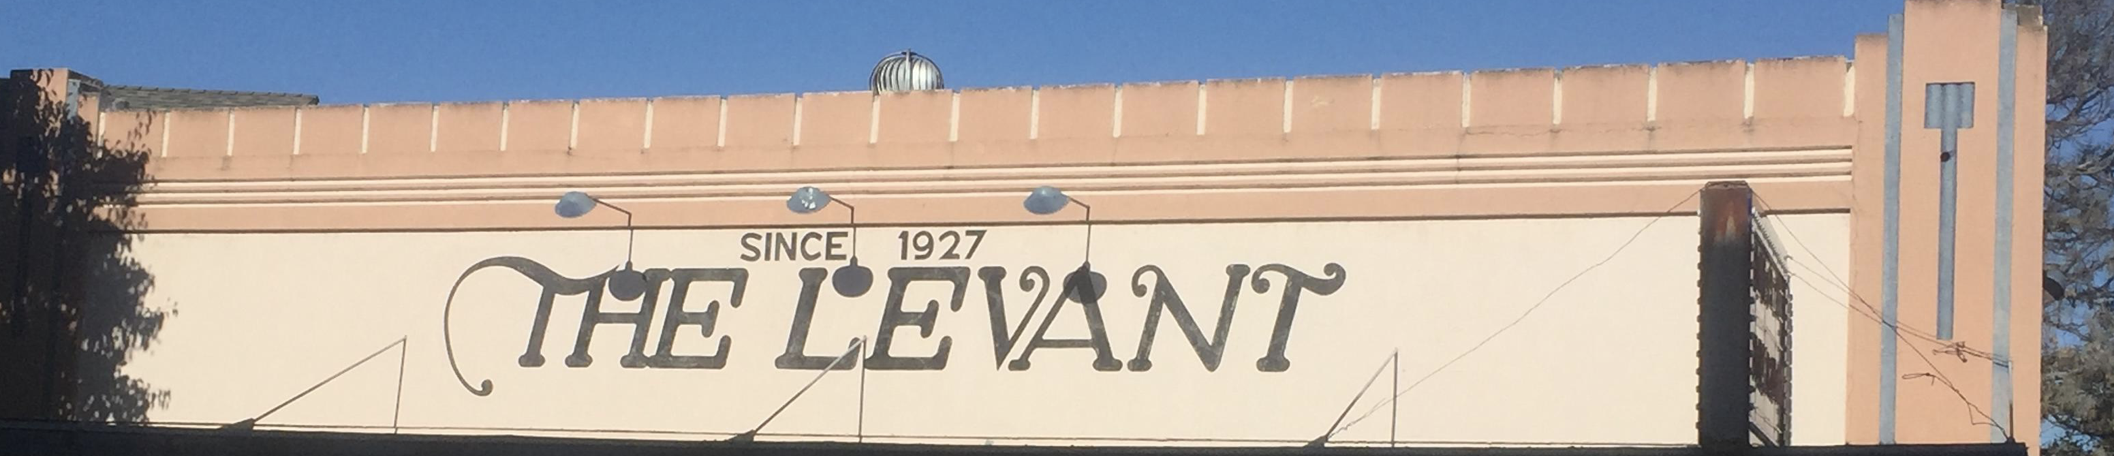 SINCE 1927
THE LEVANT